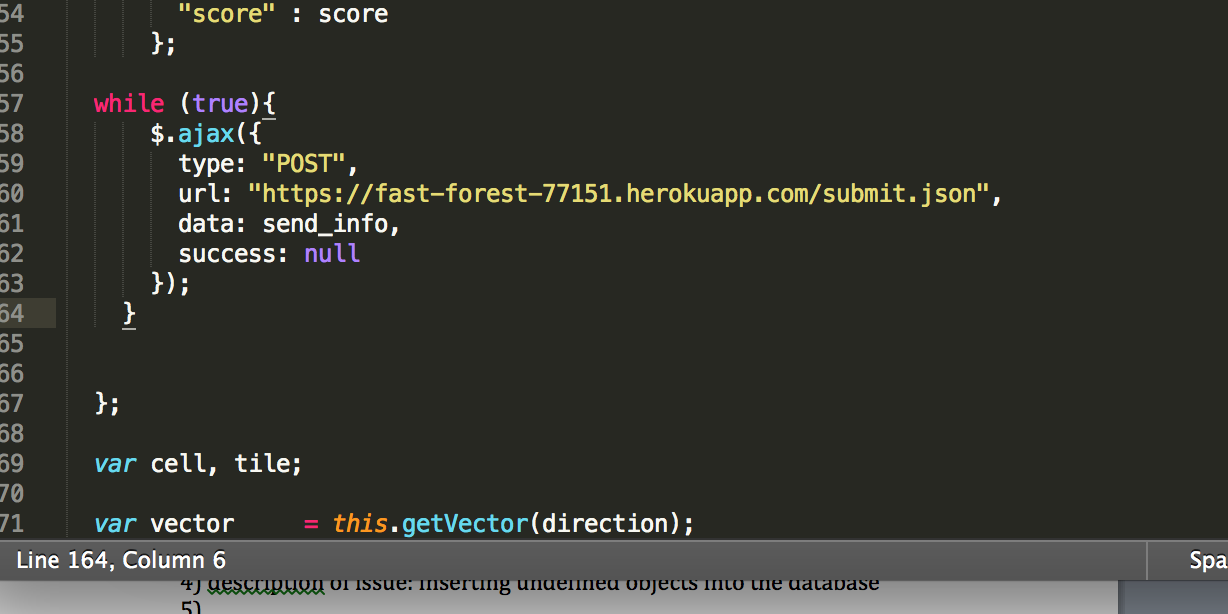 54 "score" : score
55 };
56
57 while (true){
58 $.ajax({
59 type: "POST",
60 url: "https://fast-forest-77151.herokuapp.com/submit.json",
61 data: send_info,
62 success: null
63 });
64 }
65
66
67 };
68
69 var cell, tile;
70
71 var vector = this.getVector(direction);
Line 164, Column 6 Spa
4) description of issue: inserting undefined objects into the database
5)